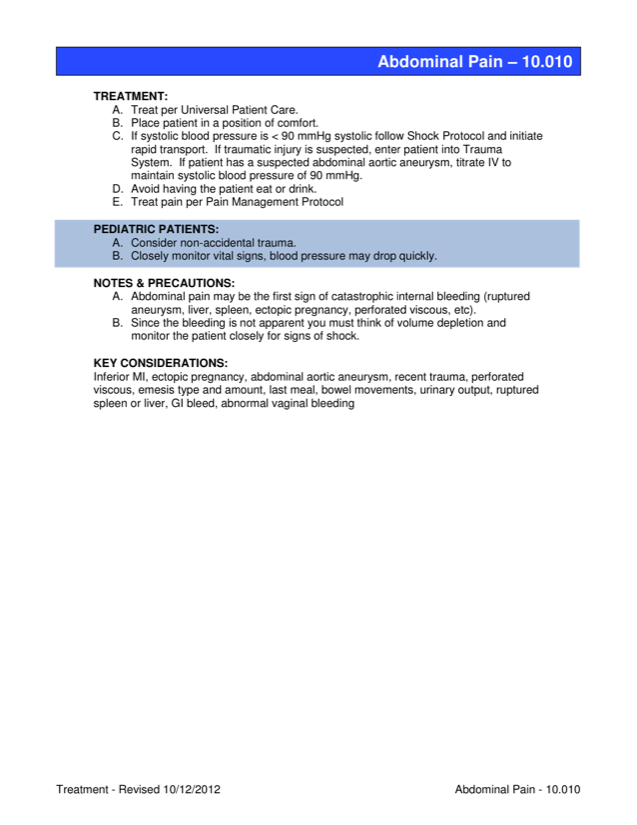 Abdominal Pain – 10.010
TREATMENT:
A. Treat per Universal Patient Care.
B. Place patient in a position of comfort.
C. If systolic blood pressure is < 90 mmHg systolic follow Shock Protocol and initiate
rapid transport. If traumatic injury is suspected, enter patient into Trauma
System. If patient has a suspected abdominal aortic aneurysm, titrate IV to
maintain systolic blood pressure of 90 mmHg.
D. Avoid having the patient eat or drink.
E. Treat pain per Pain Management Protocol
PEDIATRIC PATIENTS:
A. Consider non-accidental trauma.
B. Closely monitor vital signs, blood pressure may drop quickly.
NOTES & PRECAUTIONS:
A. Abdominal pain may be the first sign of catastrophic internal bleeding (ruptured
aneurysm, liver, spleen, ectopic pregnancy, perforated viscous, etc).
B. Since the bleeding is not apparent you must think of volume depletion and
monitor the patient closely for signs of shock.
KEY CONSIDERATIONS:
Inferior MI, ectopic pregnancy, abdominal aortic aneurysm, recent trauma, perforated
viscous, emesis type and amount, last meal, bowel movements, urinary output, ruptured
spleen or liver, GI bleed, abnormal vaginal bleeding
Treatment - Revised 10/12/2012
Abdominal Pain - 10.010